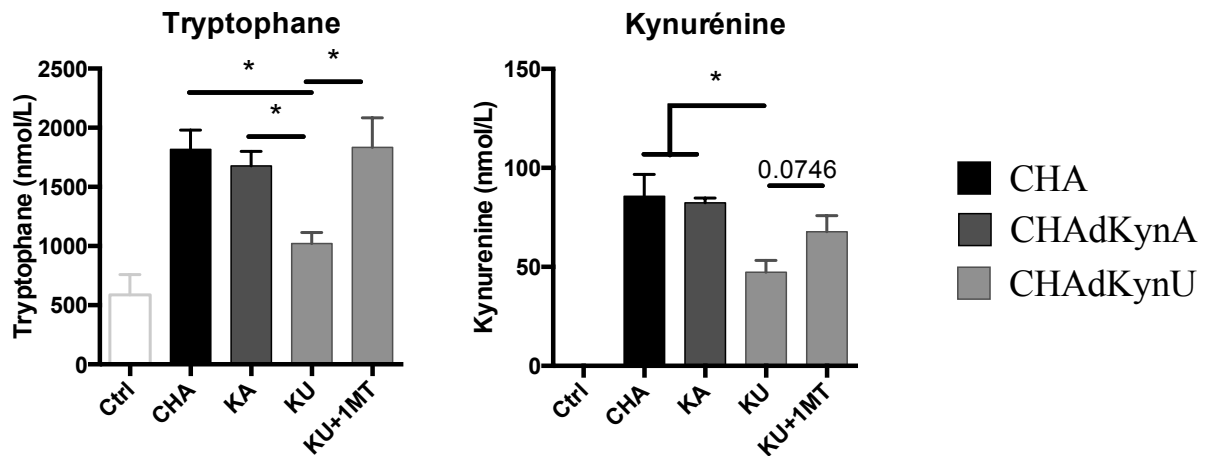 Tryptophane
Tryptophane (nmol/L)
2500
2000
1500
1000
500
0
*
*
*
Ctrl
CHA
KA
KU
KU+1MT
Kynurénine
Kynurenine (nmol/L)
150
100
50
0
*
0.0746
Ctrl
CHA
KA
KU
KU+1MT
CHA
CHAdKynA
CHAdKynU